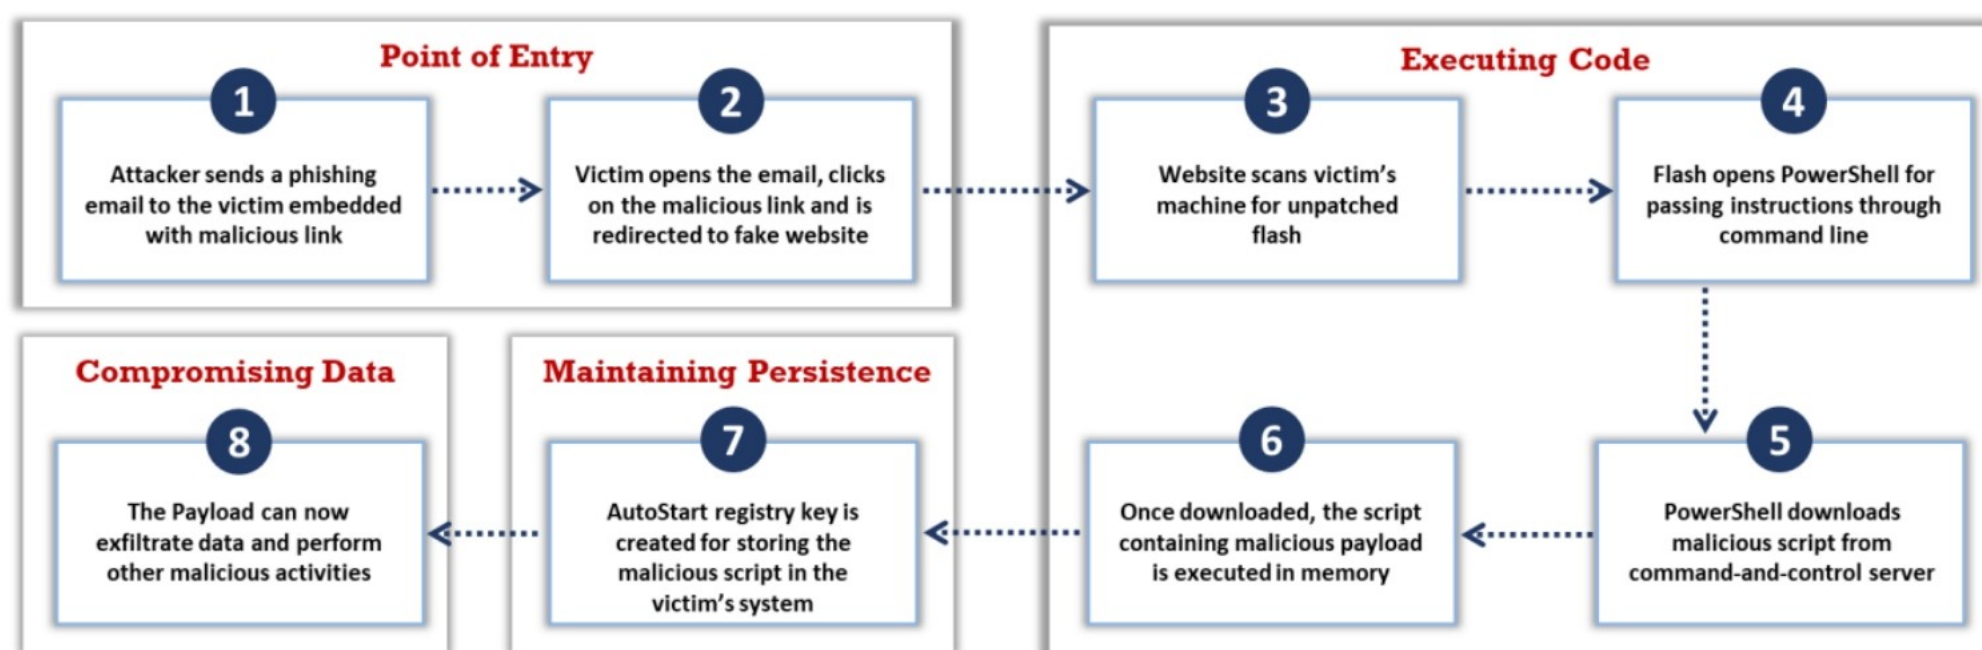 Point of Entry
1
Attacker sends a phishing
email to the victim embedded
with malicious link
2
Victim opens the email, clicks
on the malicious link and is
redirected to fake website
Executing Code
3
Website scans victim's
machine for unpatched
flash
4
Flash opens PowerShell for
passing instructions through
command line
5
PowerShell downloads
malicious script from
command-and-control server
6
Once downloaded, the script
containing malicious payload
is executed in memory
Maintaining Persistence
7
AutoStart registry key is
created for storing the
malicious script in the
victim's system
Compromising Data
8
The Payload can now
exfiltrate data and perform
other malicious activities